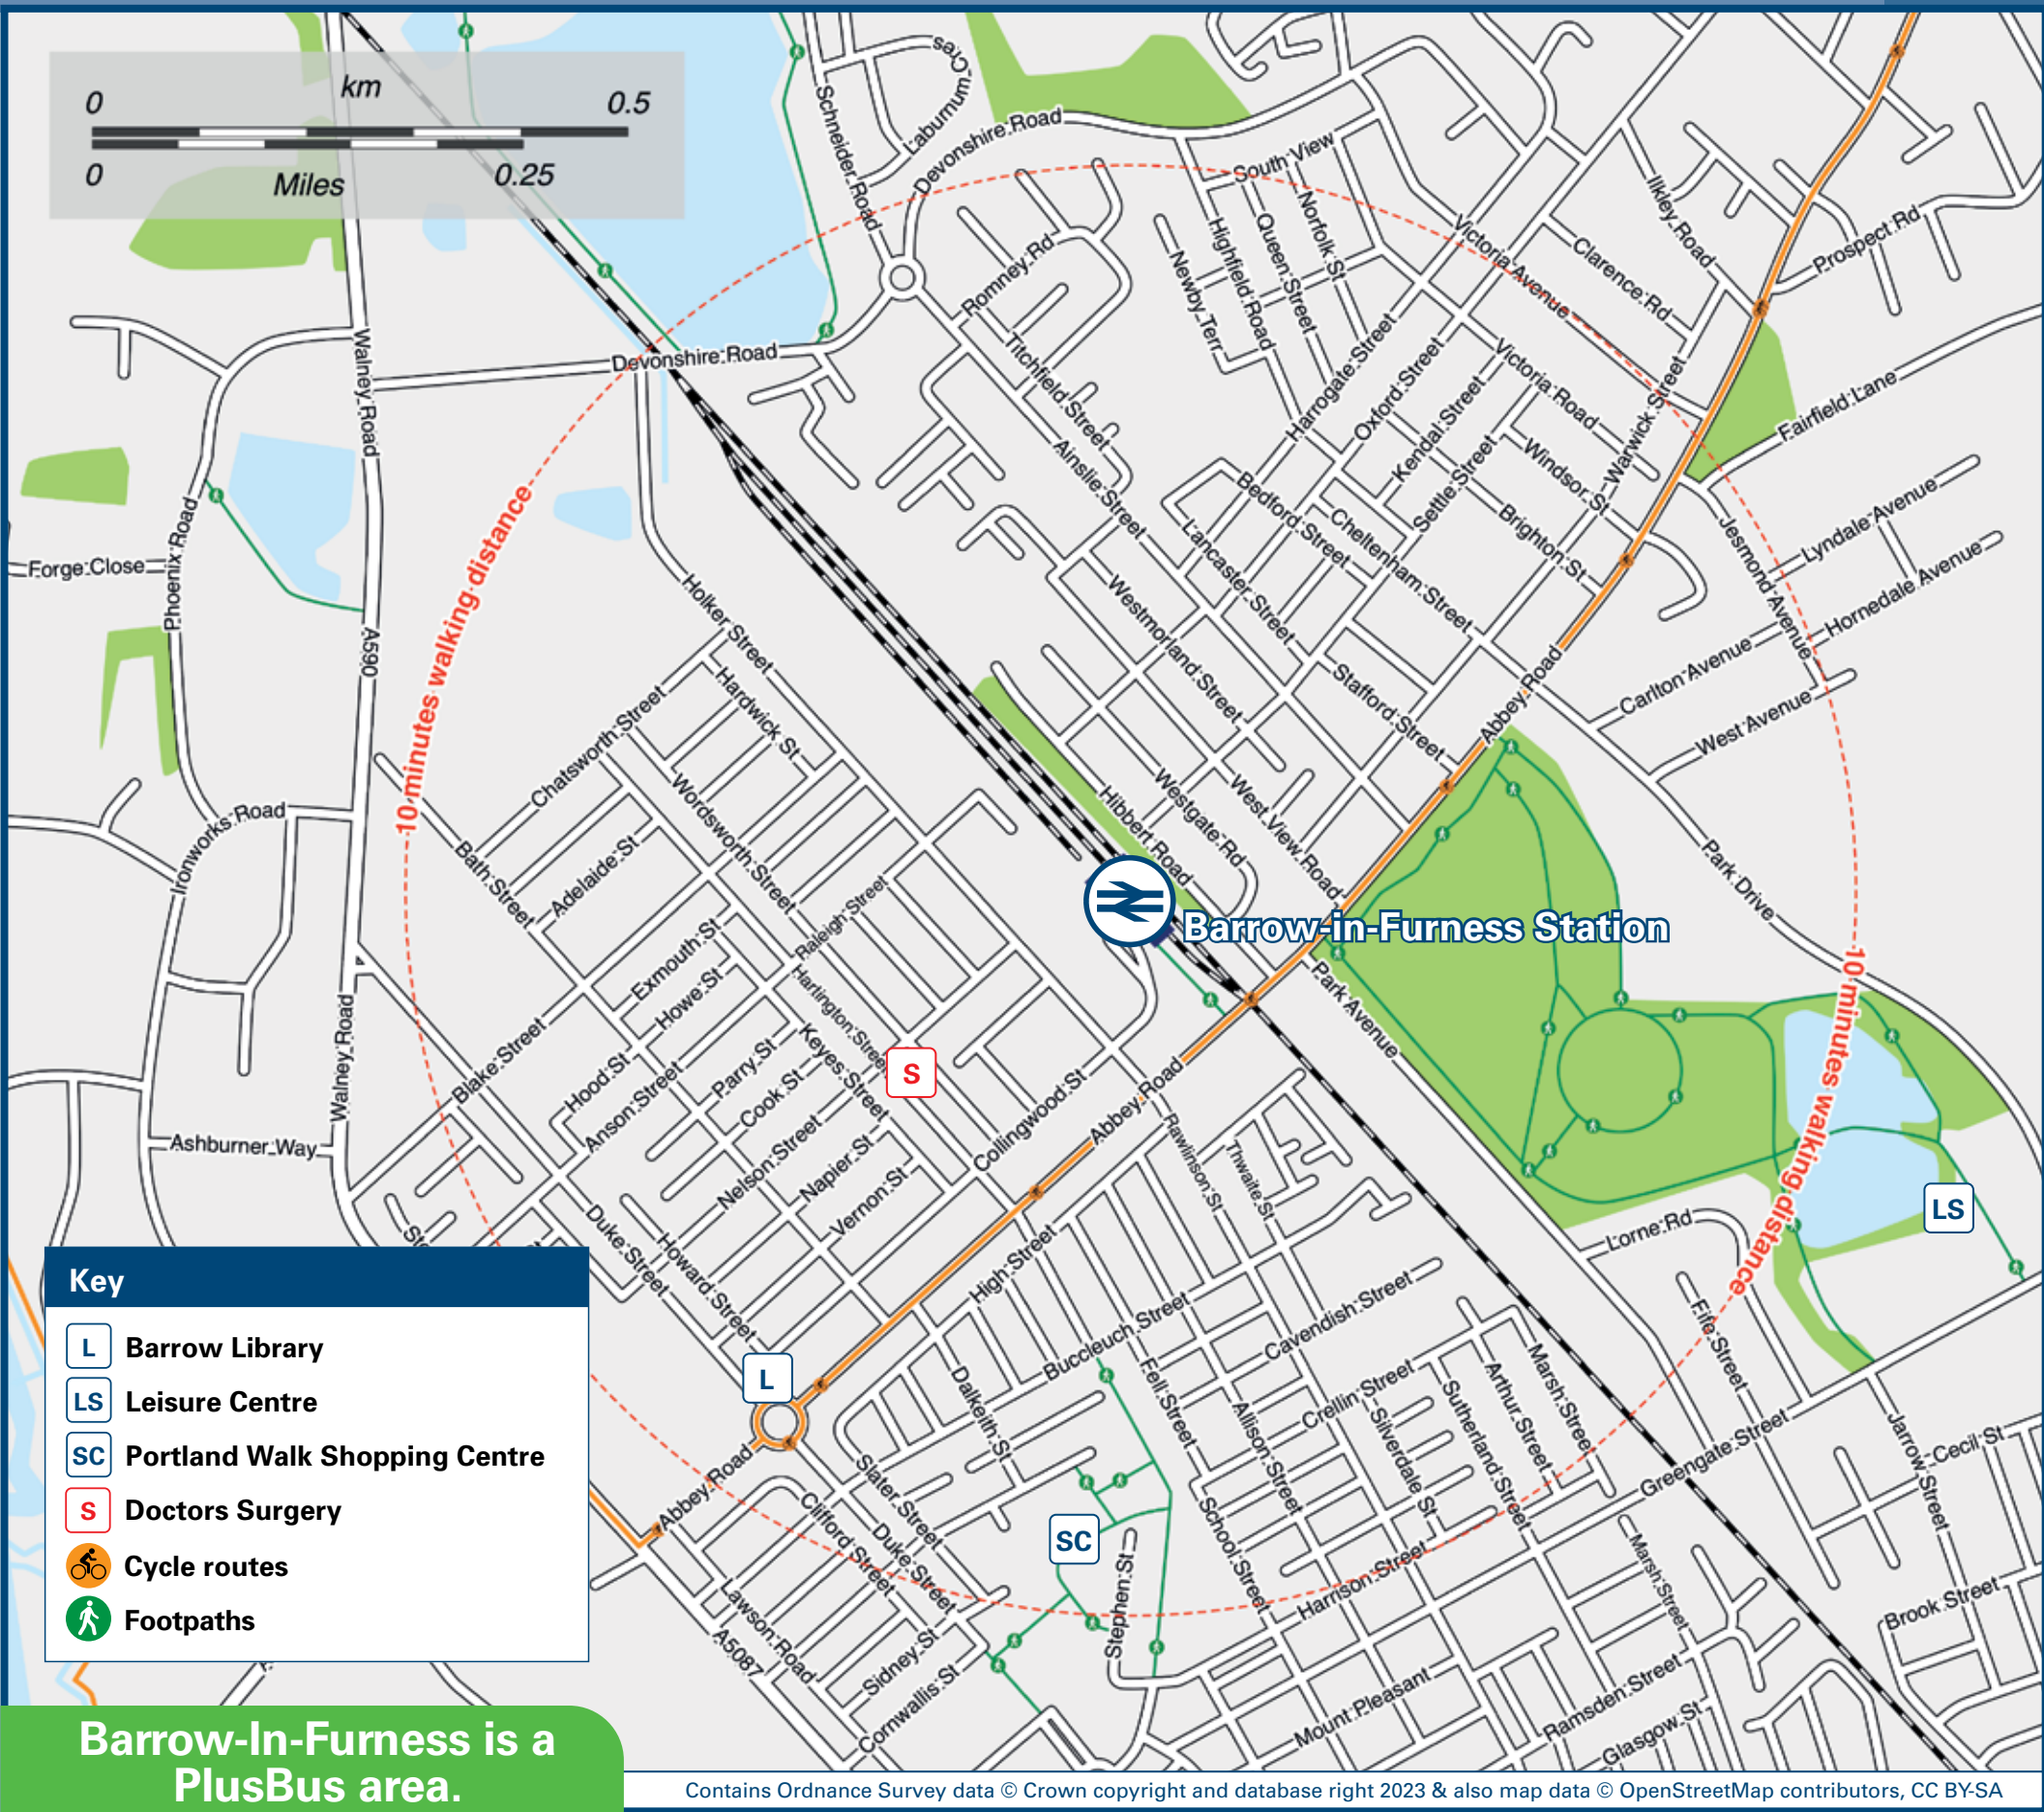 km
0
0.5
0
Miles
0.25
Schneider Road
Laburnum Cres
Devonshire Road
South View
Norfolk St
Queen Street
Highfield Road
Newby Terr
Romney Rd
Ilkley Road
Prospect Rd
Clarence Rd
Victoria Avenue
Walney Road
Devonshire Road
Titchfield Street
Harrogate Street
Oxford Street
Kendal Street
Settle Street
Victoria Road
Warwick Street
Windsor St
Fairfield Lane
Ainslie Street
Bedford Street
Cheltenham Street
Brighton St
Lancaster Street
Jesmond Avenue
Lyndale Avenue
Hornedale Avenue
Phoenix Road
Forge Close
10 minutes walking distance
A590
Holker Street
Westmorland Street
Stafford Street
Abbey Road
Carlton Avenue
West Avenue
Hardwick St
Chatsworth Street
Wordsworth Street
Ironworks Road
Bath Street
Adelaide St
Hibbert Road
Westgate Rd
West View Road
Park Drive
Barrow-in-Furness Station
Raleigh Street
Exmouth St
Howe St
Hartington Street
Park Avenue
10 minutes walking distance
Walney Road
Blake Street
Hood St
Anson Street
Parry St
Cook St
Keyes Street
S
Collingwood St
Abbey Road
Ashburner Way
Nelson Street
Napier St
Vernon St
Rawlinson St
Thwaite St
LS
Lorne Rd
Duke Street
Howard Street
High Street
Buccleuch Street
Cavendish Street
Fife Street
L
Dalkeith St
Fell Street
Allison Street
Crellin Street
Silverdale St
Sutherland Street
Arthur Street
Marsh Street
Greengate Street
Jarrow Street
Cecil St
Abbey Road
Slater Street
Clifford Street
Duke Street
SC
Stephen St
School Street
Harrison Street
Marsh Street
Brook Street
Lawson Road
A5087
Sidney St
Cornwallis St
Mount Pleasant
Ramsden Street
Glasgow St
Key
L Barrow Library
LS Leisure Centre
SC Portland Walk Shopping Centre
S Doctors Surgery
Cycle routes
Footpaths
Barrow-In-Furness is a
PlusBus area.
Contains Ordnance Survey data © Crown copyright and database right 2023 & also map data © OpenStreetMap contributors, CC BY-SA